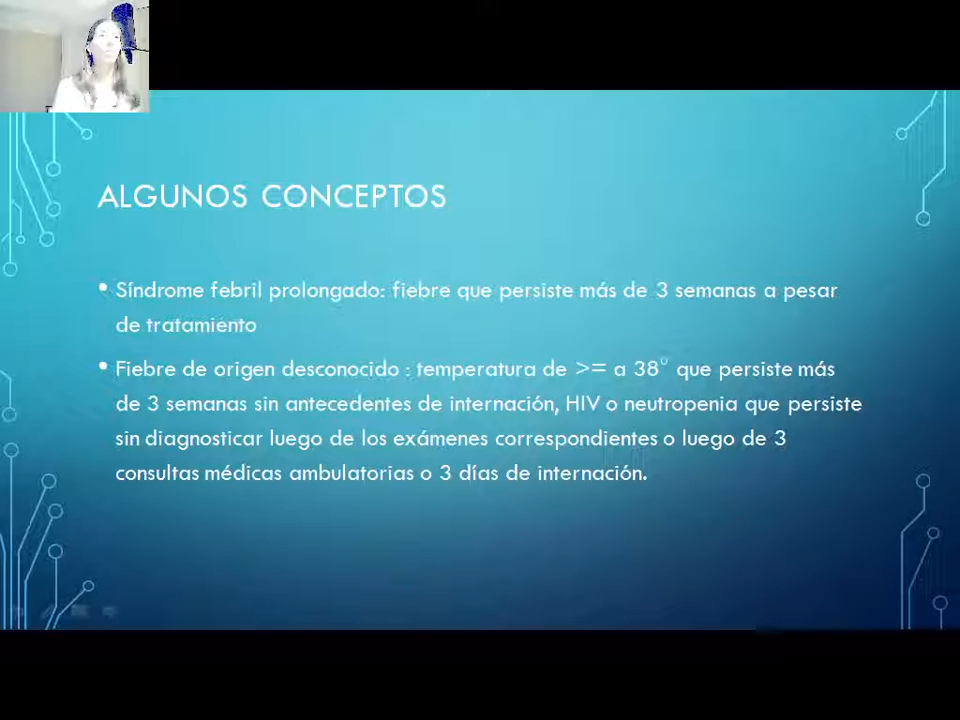 ALGUNOS CONCEPTOS
• Síndrome febril prolongado: fiebre que persiste más de 3 semanas a pesar
de tratamiento
• Fiebre de origen desconocido : temperatura de >= a 38° que persiste más
de 3 semanas sin antecedentes de internación, HIV o neutropenia que persiste
sin diagnosticar luego de los exámenes correspondientes o luego de 3
consultas médicas ambulatorias o 3 días de internación.